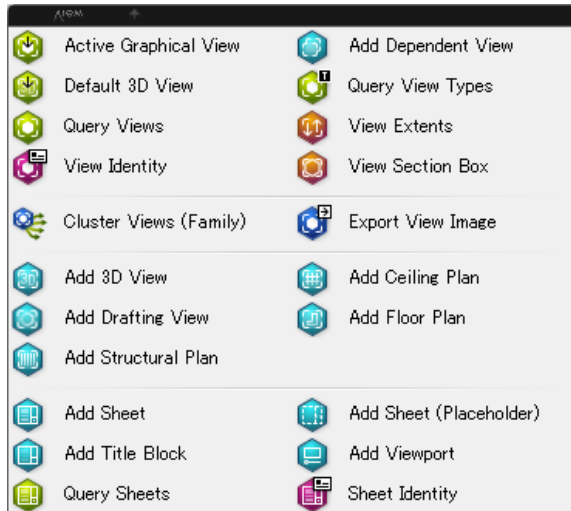 View
Active Graphical View
Add Dependent View
Default 3D View
Query View Types
Query Views
View Extents
View Identity
View Section Box
Cluster Views (Family)
Export View Image
Add 3D View
Add Ceiling Plan
Add Drafting View
Add Floor Plan
Add Structural Plan
Add Sheet
Add Sheet (Placeholder)
Add Title Block
Add Viewport
Query Sheets
Sheet Identity